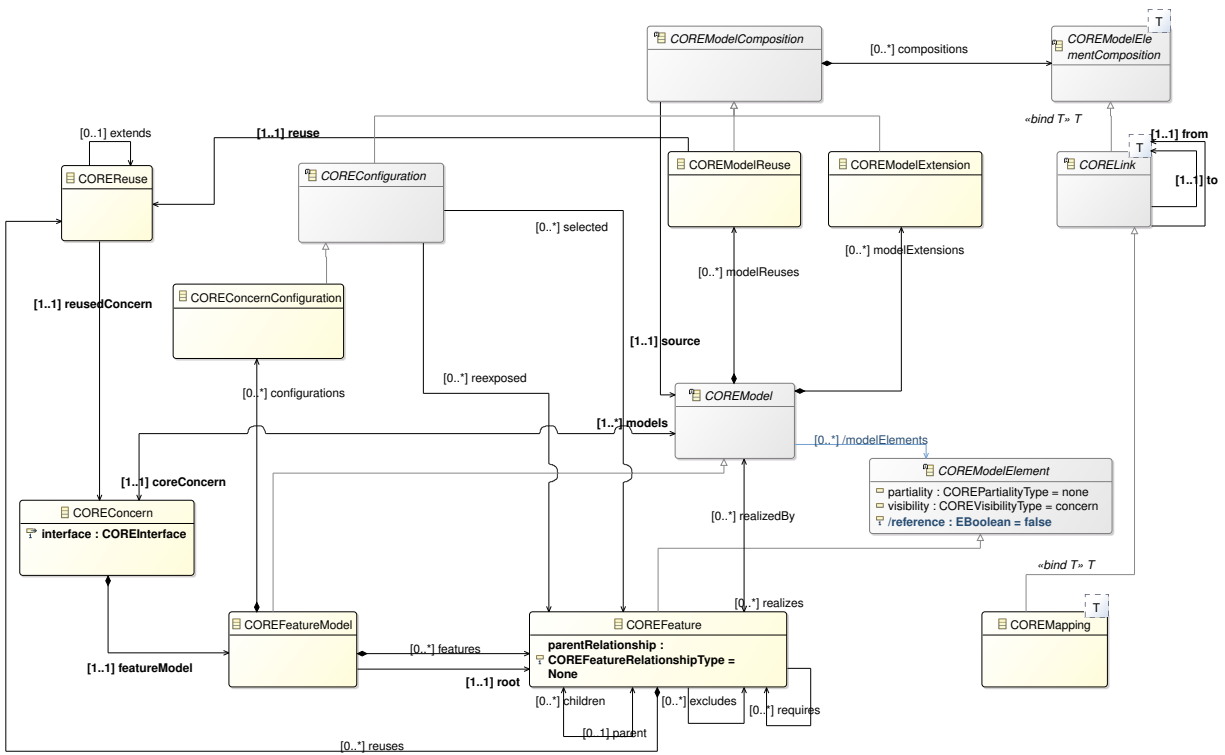 T
COREModelComposition
COREModelEle
mentComposition
[0..*] compositions
«bind T» T
[0..1] extends
[1..1] reuse
[1..1] from
T
COREReuse
COREConfiguration
COREModelReuse
COREModelExtension
CORELink
[1..1] to
[0..*] selected
[0..*] modelExtensions
[0..*] modelReuses
[1..1] reusedConcern
COREConcernConfiguration
[1..1] source
[0..*] reexposed
[0..*] configurations
COREModel
[1..*] models
[0..*] /modelElements
COREModelElement
partiality : COREPartialityType = none
visibility : COREVisibilityType = concern
/reference : EBoolean = false
[1..1] coreConcern
COREConcern
interface : COREInterface
[0..*] realizedBy
«bind T» T
[0..*] realizes
T
COREFeatureModel
COREFeature
parentRelationship :
COREFeatureRelationshipType =
None
COREMapping
[0..*] features
[1..1] featureModel
[1..1] root
[0..*] children
[0..*] excludes
[0..*] requires
[0..1] parent
[0..*] reuses